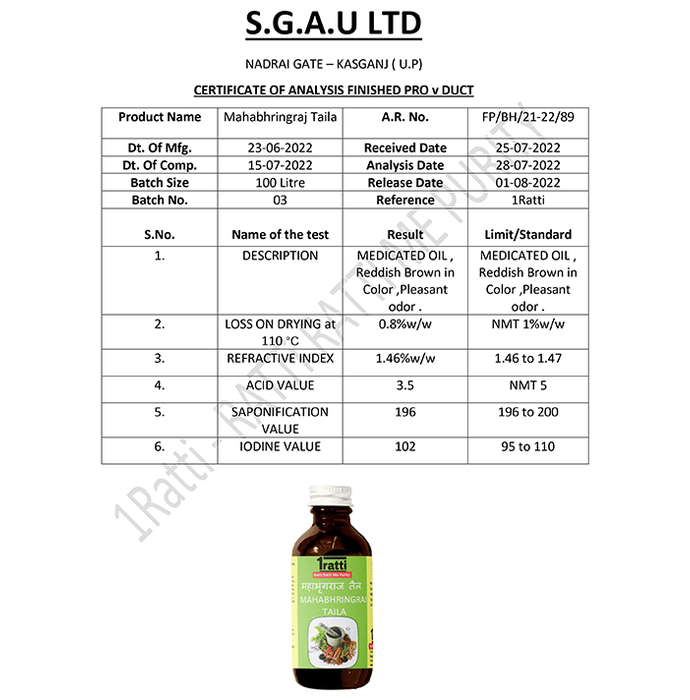 S.G.A.U LTD
NADRAI GATE – KASGANJ ( U.P)
CERTIFICATE OF ANALYSIS FINISHED PRO v DUCT
Product Name Mahabhringraj Taila A.R. No. FP/BH/21-22/89
Dt. Of Mfg. 23-06-2022 Received Date 25-07-2022
Dt. Of Comp. 15-07-2022 Analysis Date 28-07-2022
Batch Size 100 Litre Release Date 01-08-2022
Batch No. 03 Reference 1Ratti
S.No. Name of the test Result Limit/Standard
1. DESCRIPTION MEDICATED OIL , MEDICATED OIL ,
Reddish Brown in Reddish Brown in
Color ,Pleasant Color ,Pleasant
odor . odor .
2. LOSS ON DRYING at 0.8%w/w NMT 1%w/w
110 °C
3. REFRACTIVE INDEX 1.46%w/w 1.46 to 1.47
4. ACID VALUE 3.5 NMT 5
5. SAPONIFICATION 196 196 to 200
VALUE
6. IODINE VALUE 102 95 to 110
1Ratti - RATTI RATTI ME PURITY
1ratti
Ratti Ratti Me Purity
महाभृंगराज तैल
MAHABHRINGRAJ
TAILA